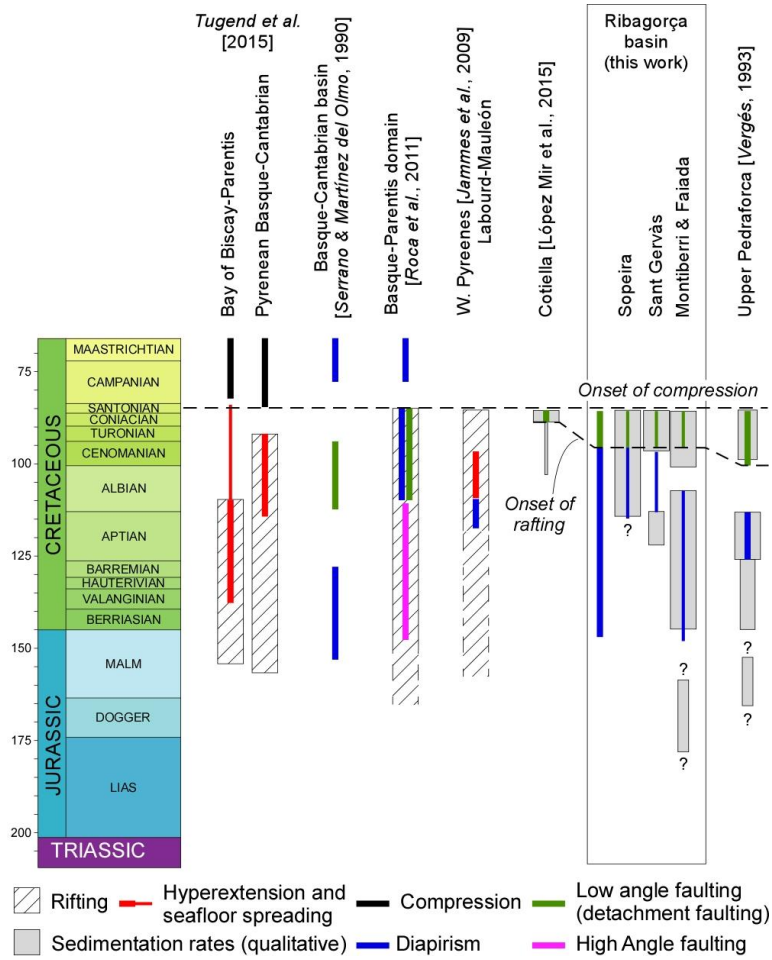 Tugend et al.
[2015]
Bay of Biscay-Parentis
Pyrenean Basque-Cantabrian
Basque-Cantabrian basin
[Serrano & Martínez del Olmo, 1990]
Basque-Parentis domain
[Roca et al., 2011]
W. Pyreenes [Jammes et al., 2009]
Labourd-Mauleón
Cotiella [López Mir et al., 2015]
Ribagorça
basin
(this work)
Sopeira
Sant Gervàs
Montiberri & Faiada
Upper Pedraforca [Vergés, 1993]
CRETACEOUS
MAASTRICHTIAN
75
CAMPANIAN
Onset of compression
SANTONIAN
CONIACIAN
TURONIAN
CENOMANIAN
100
ALBIAN
Onset of
rafting
?
APTIAN
125
BARREMIAN
HAUTERIVIAN
VALANGINIAN
BERRIASIAN
JURASSIC
150
MALM
?
?
DOGGER
?
175
?
LIAS
200
TRIASSIC
Rifting
Hyperextension and
seafloor spreading
Compression
Low angle faulting
(detachment faulting)
Sedimentation rates (qualitative)
Diapirism
High Angle faulting